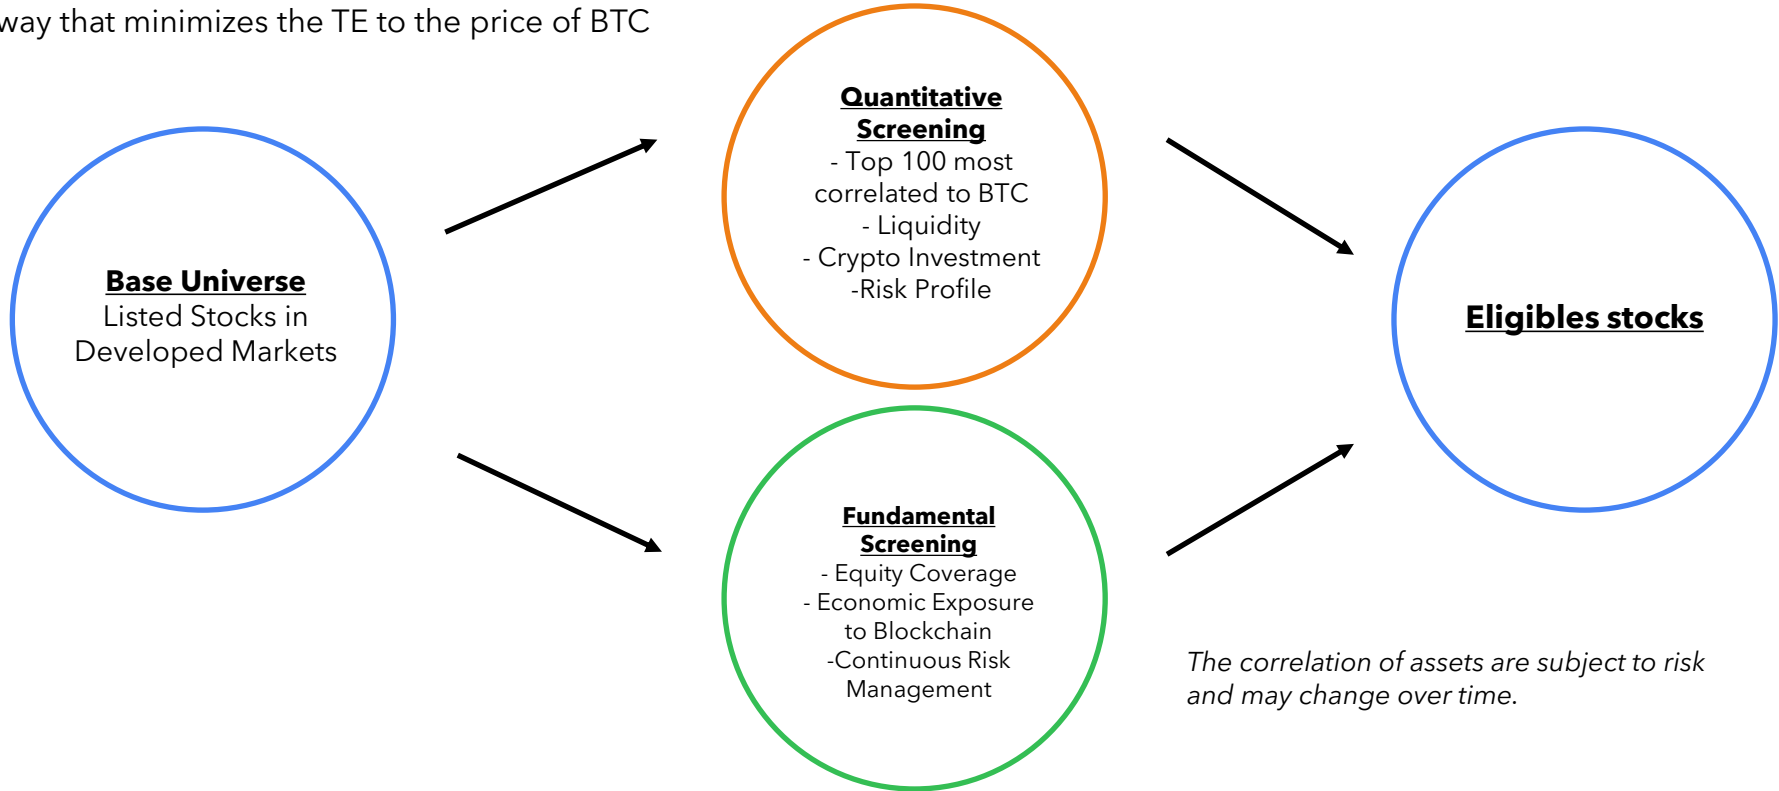 way that minimizes the TE to the price of BTC
Base Universe
Listed Stocks in
Developed Markets
Quantitative
Screening
- Top 100 most
correlated to BTC
- Liquidity
- Crypto Investment
-Risk Profile
Fundamental
Screening
- Equity Coverage
- Economic Exposure
to Blockchain
-Continuous Risk
Management
Eligibles stocks
The correlation of assets are subject to risk
and may change over time.